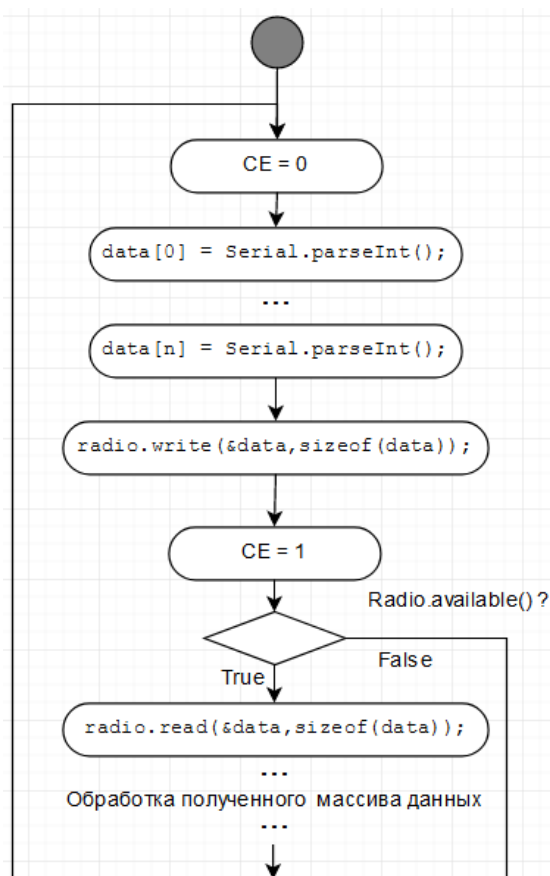 CE = 0
data[0] = Serial.parseInt();
...
data[n] = Serial.parseInt();
radio.write(&data,sizeof(data));
CE = 1
Radio.available() ?
False
True
radio.read(&data,sizeof(data));
...
Обработка полученного массива данных
...